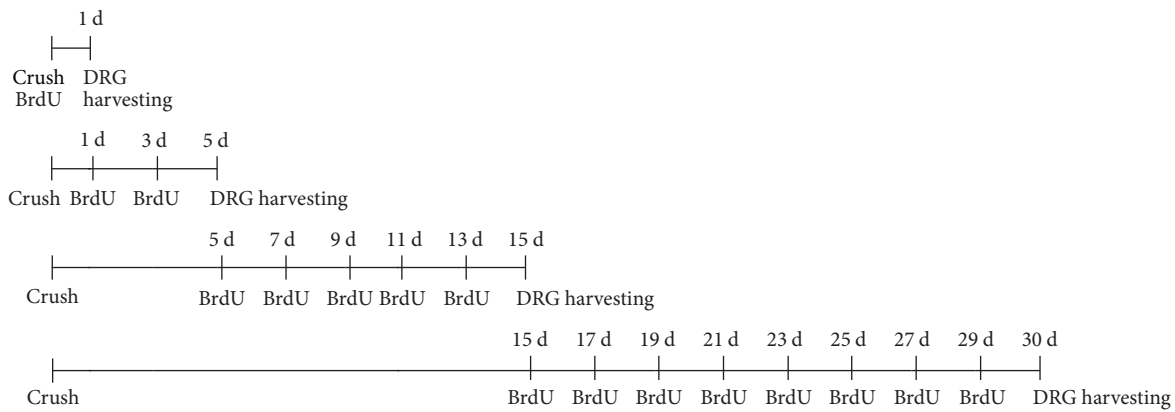 1 d
Crush DRG
BrdU harvesting
1 d 3 d 5 d
Crush BrdU BrdU DRG harvesting
5 d 7 d 9 d 11 d 13 d 15 d
Crush BrdU BrdU BrdU BrdU BrdU DRG harvesting
15 d 17 d 19 d 21 d 23 d 25 d 27 d 29 d 30 d
Crush BrdU BrdU BrdU BrdU BrdU BrdU BrdU BrdU DRG harvesting